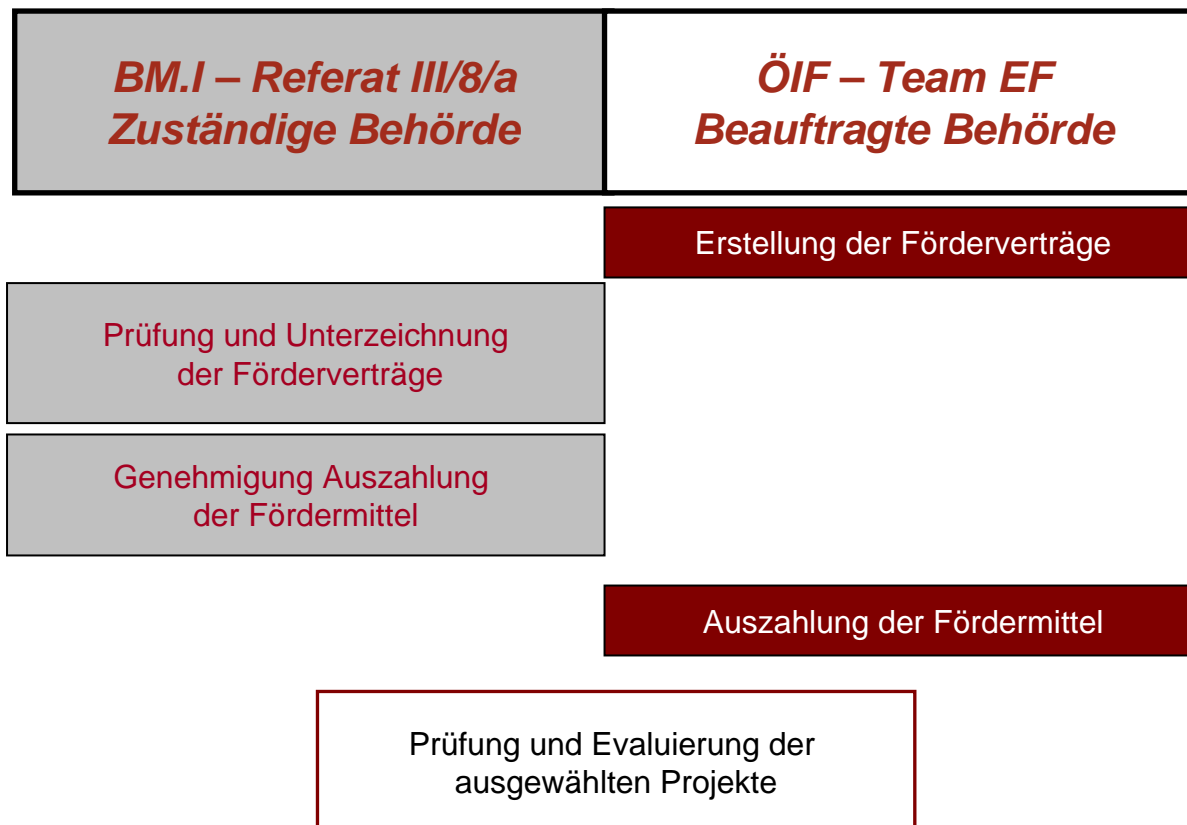 BM.I – Referat III/8/a
Zuständige Behörde
ÖIF – Team EF
Beauftragte Behörde
Erstellung der Förderverträge
Prüfung und Unterzeichnung
der Förderverträge
Genehmigung Auszahlung
der Fördermittel
Auszahlung der Fördermittel
Prüfung und Evaluierung der
ausgewählten Projekte